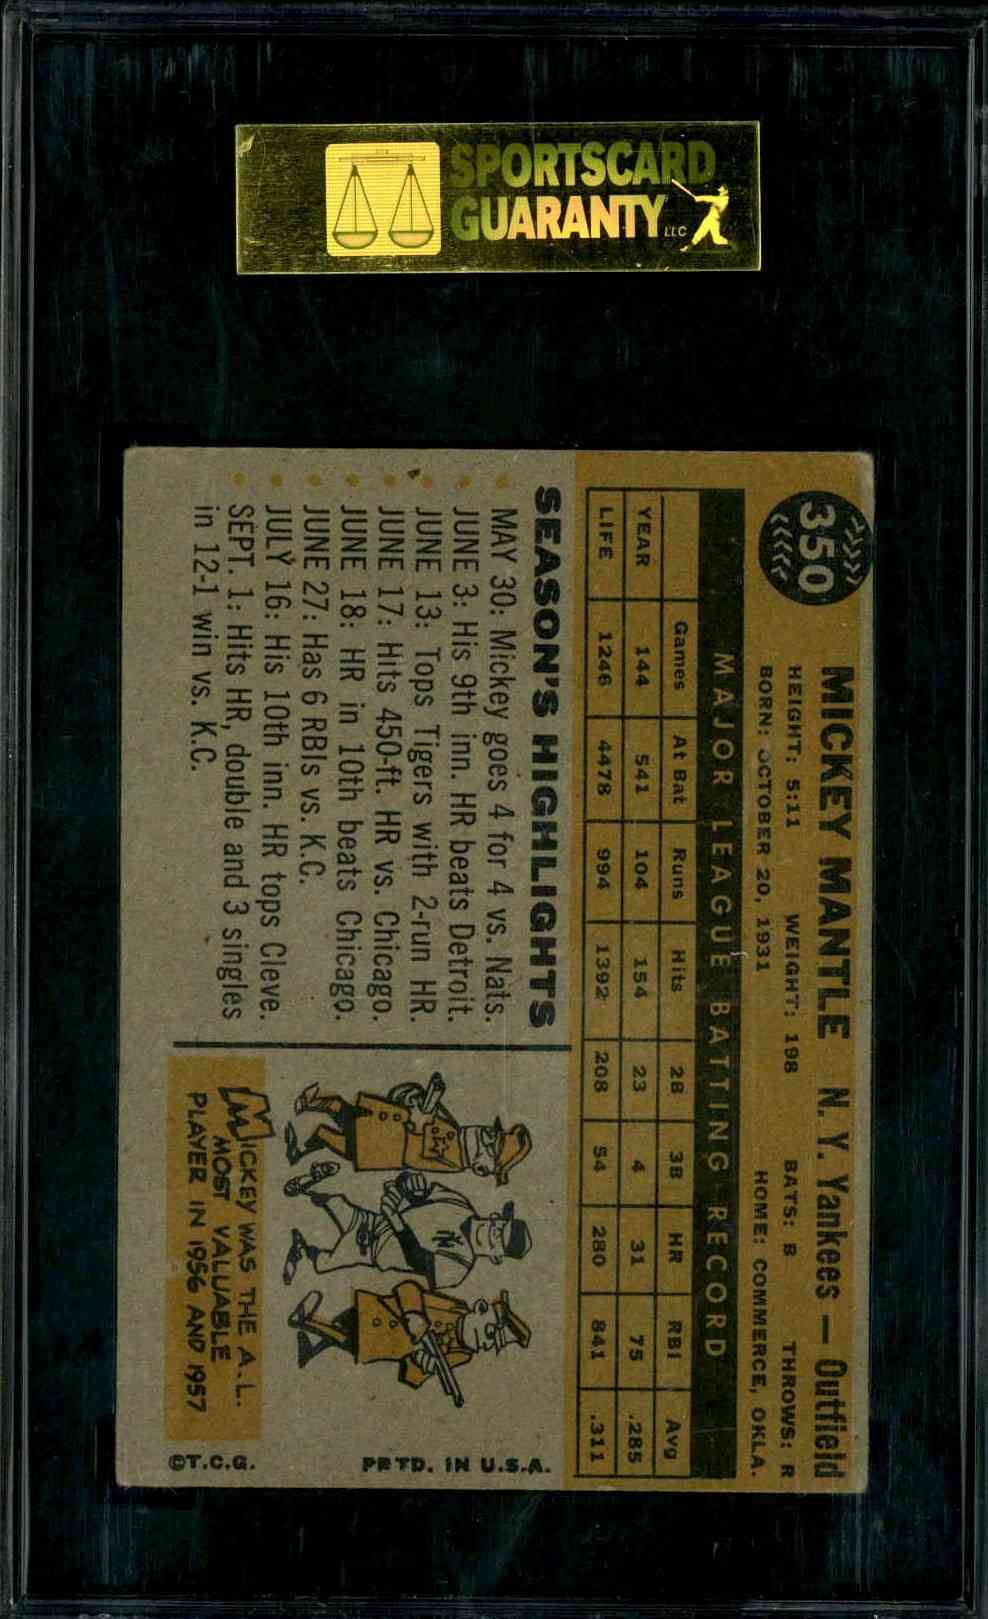 SPORTSCARD
GUARANTY LLC
350
MICKEY MANTLE N. Y. Yankees — Outfield
HEIGHT: 5:11 WEIGHT: 198 BATS: B THROWS: R
BORN: OCTOBER 20, 1931 HOME: COMMERCE, OKLA.
MAJOR LEAGUE BATTING RECORD
Games At Bat Runs Hits 2B 3B HR RBI Avg
YEAR 144 541 104 154 23 4 31 75 .285
LIFE 1246 4478 994 1392 208 54 280 841 .311
SEASON'S HIGHLIGHTS
MAY 30: Mickey goes 4 for 4 vs. Nats.
JUNE 3: His 9th inn. HR beats Detroit.
JUNE 13: Tops Tigers with 2-run HR.
JUNE 17: Hits 450-ft. HR vs. Chicago.
JUNE 18: HR in 10th beats Chicago.
JUNE 27: Has 6 RBIs vs. K.C.
JULY 16: His 10th inn. HR tops Cleve.
SEPT. 1: Hits HR, double and 3 singles
in 12-1 win vs. K.C.
NY
MICKEY WAS THE A.L.
MOST VALUABLE
PLAYER IN 1956 AND 1957
©T.C.G. PRTD. IN U.S.A.